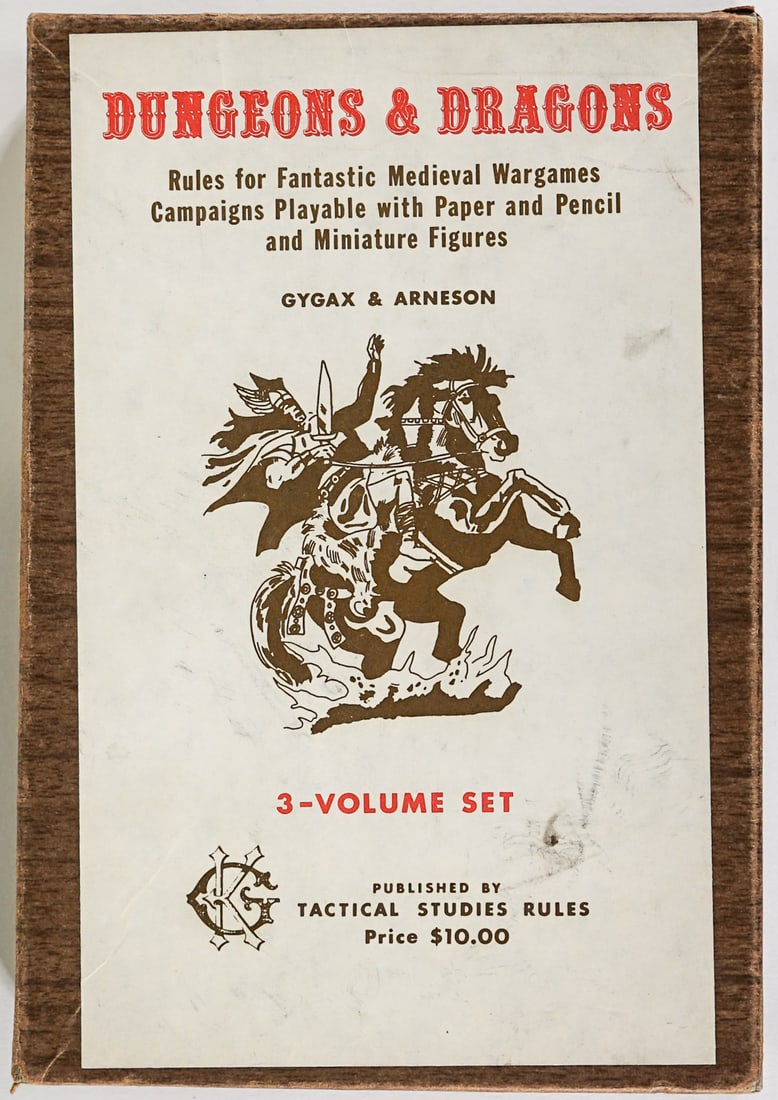 DUNGEONS & DRAGONS
Rules for Fantastic Medieval Wargames
Campaigns Playable with Paper and Pencil
and Miniature Figures
GYGAX & ARNESON
3-VOLUME SET
GK
PUBLISHED BY
TACTICAL STUDIES RULES
Price $10.00